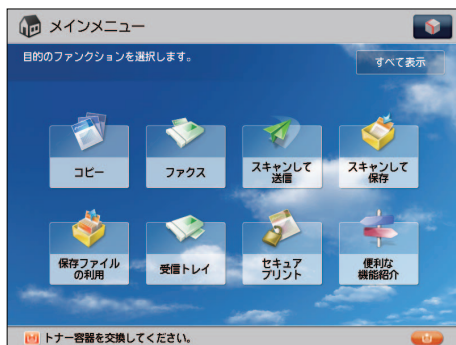 メインメニュー
目的のファンクションを選択します。
すべて表示
コピー
ファクス
スキャンして
送信
スキャンして
保存
保存ファイル
の利用
受信トレイ
セキュア
プリント
便利な
機能紹介
トナー容器を交換してください。